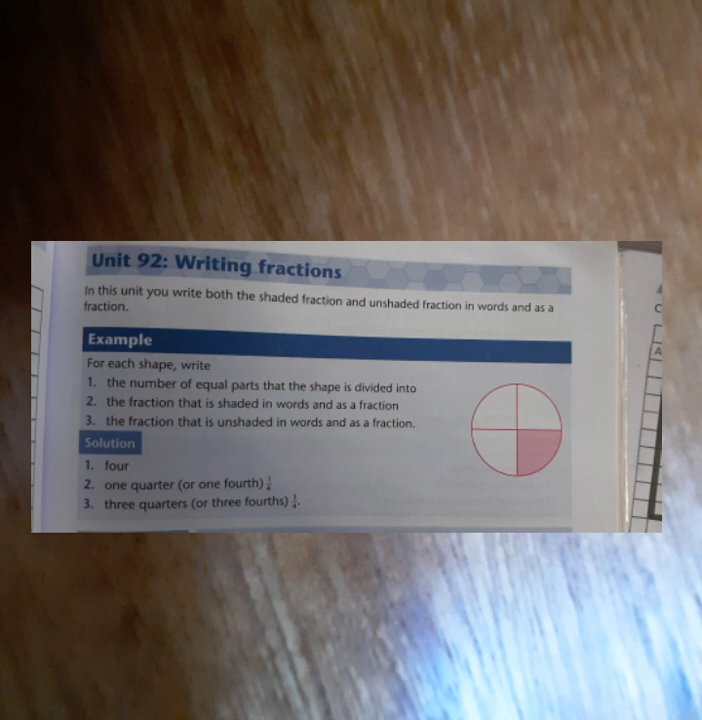 Unit 92: Writing fractions
In this unit you write both the shaded fraction and unshaded fraction in words and as a
fraction.
Example
For each shape, write
1. the number of equal parts that the shape is divided into
2. the fraction that is shaded in words and as a fraction
3. the fraction that is unshaded in words and as a fraction.
Solution
1. four
2. one quarter (or one fourth) 1/4
3. three quarters (or three fourths) 3/4.
A